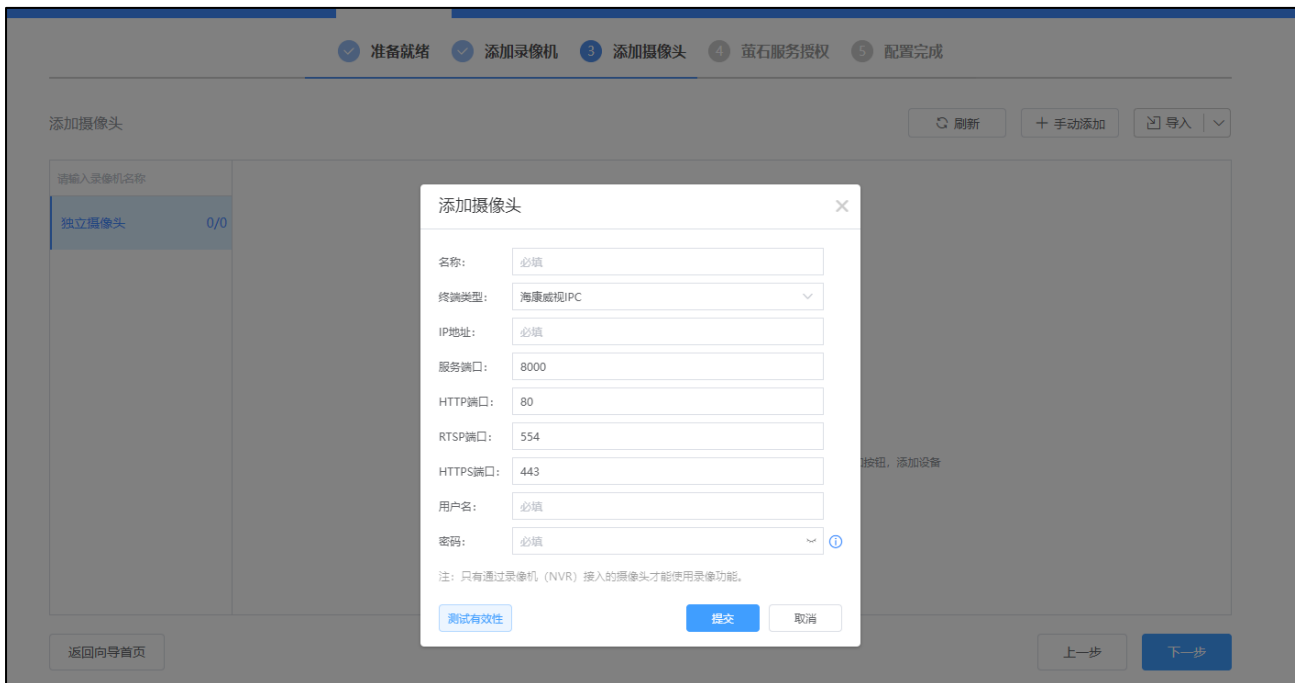 准备就绪 添加录像机 3 添加摄像头 4 萤石服务授权 5 配置完成
添加摄像头 刷新 手动添加 导入
请输入录像机名称
独立摄像头 0/0
添加摄像头
名称: 必填
终端类型: 海康威视IPC
IP地址: 必填
服务端口: 8000
HTTP端口: 80
RTSP端口: 554
HTTPS端口: 443
按钮，添加设备
用户名: 必填
密码: 必填
注：只有通过录像机（NVR）接入的摄像头才能使用录像功能。
测试有效性 提交 取消
返回向导首页 上一步 下一步